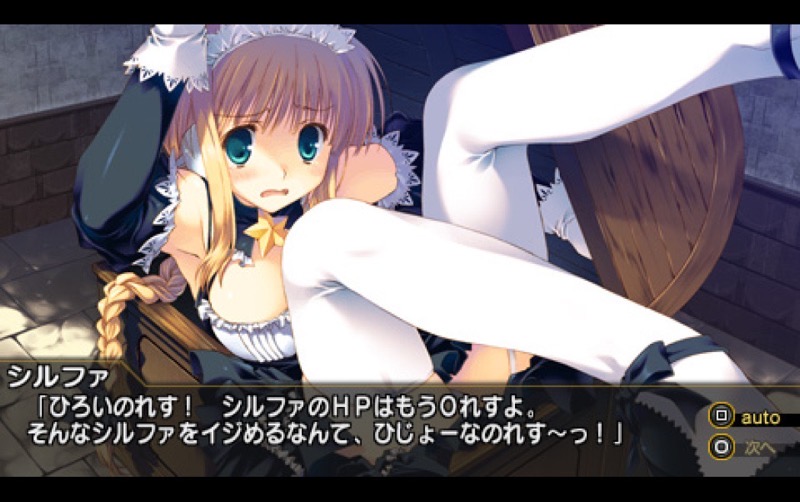 シルファ
「ひろいのれす！　シルファのＨＰはもう０れすよ。
そんなシルファをイジめるなんて、ひじょーなのれす～っ！」
auto
次へ